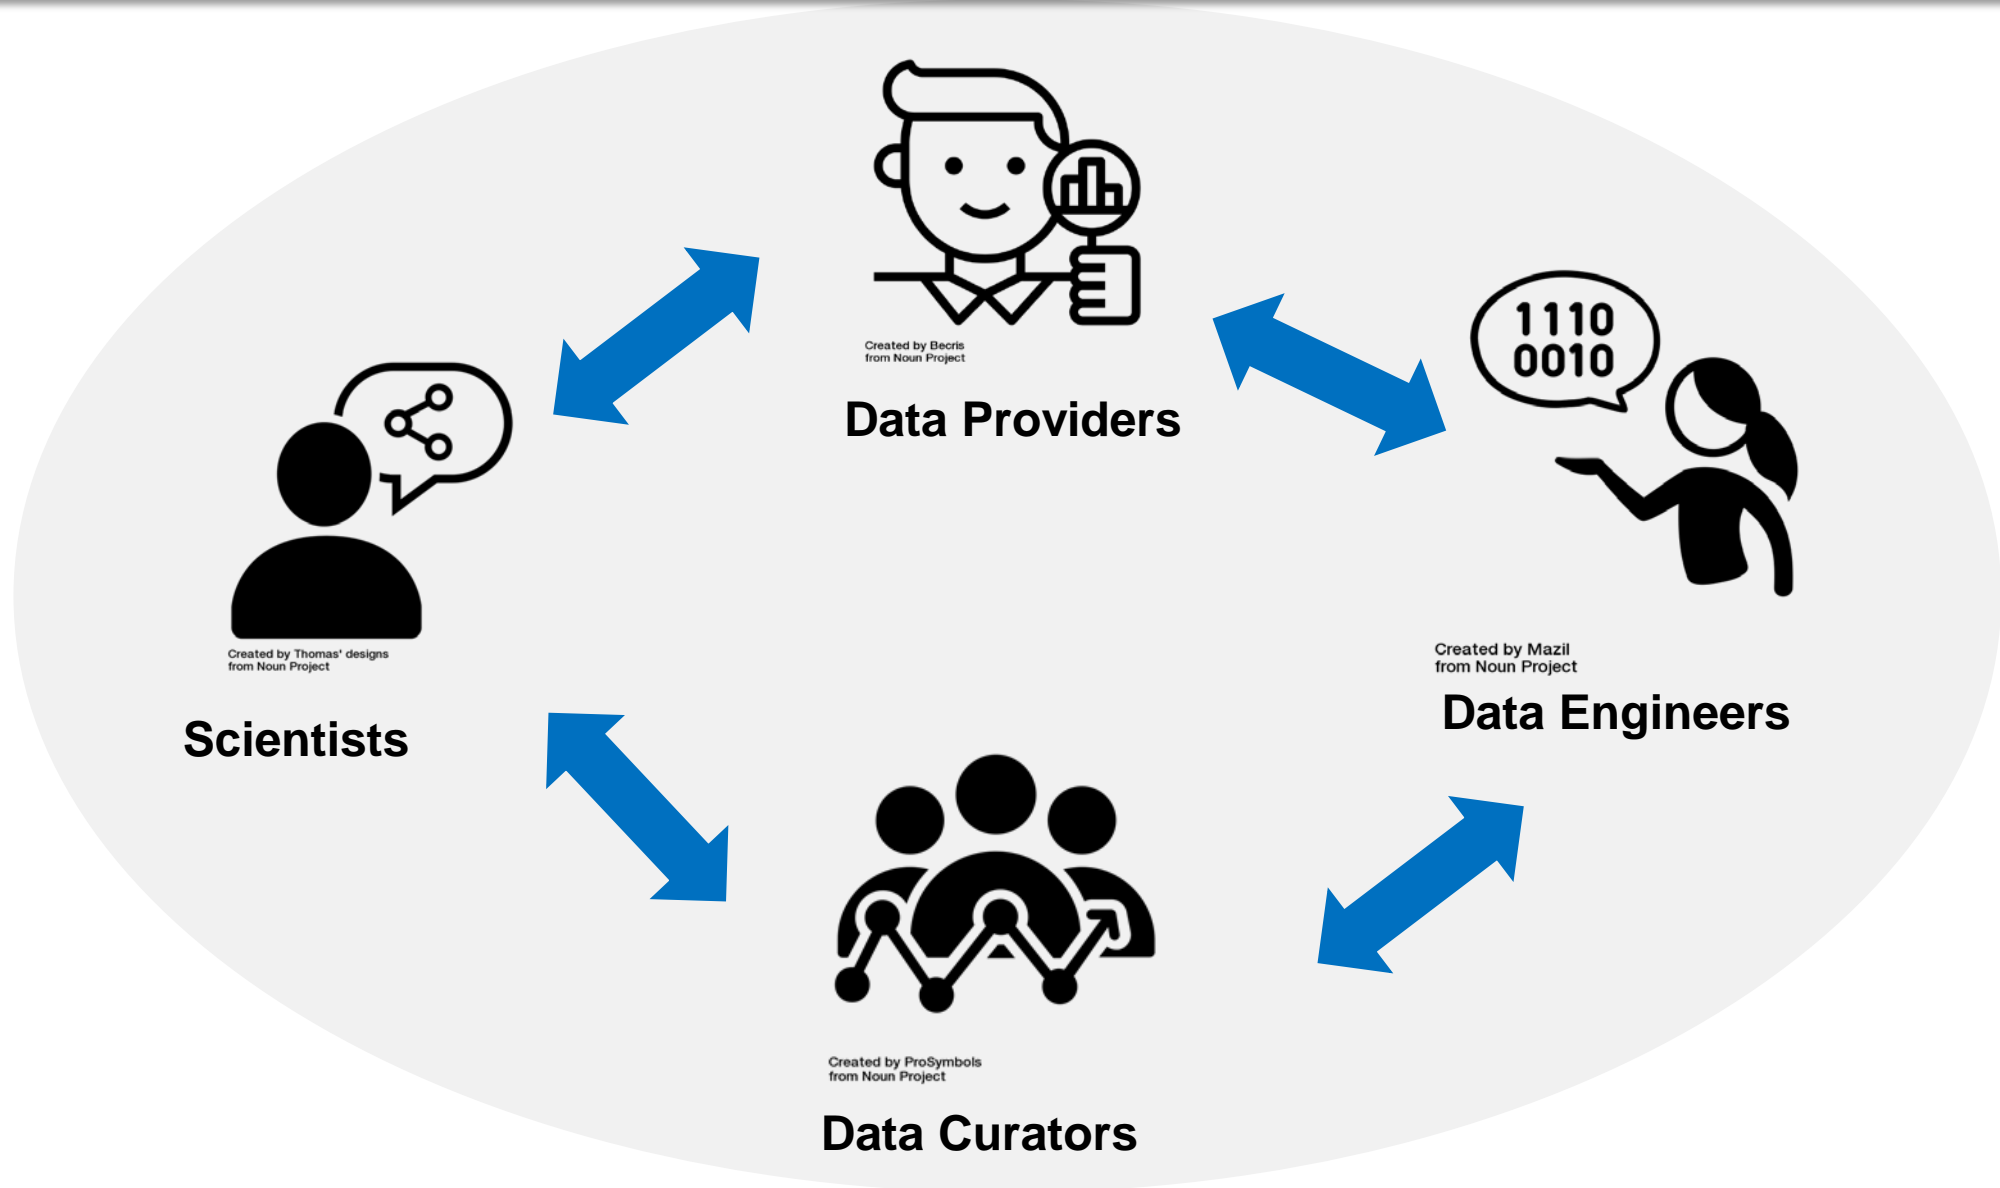 Created by Becris
from Noun Project
Data Providers
1110
0010
Created by Thomas' designs
from Noun Project
Scientists
Created by Mazil
from Noun Project
Data Engineers
Created by ProSymbols
from Noun Project
Data Curators